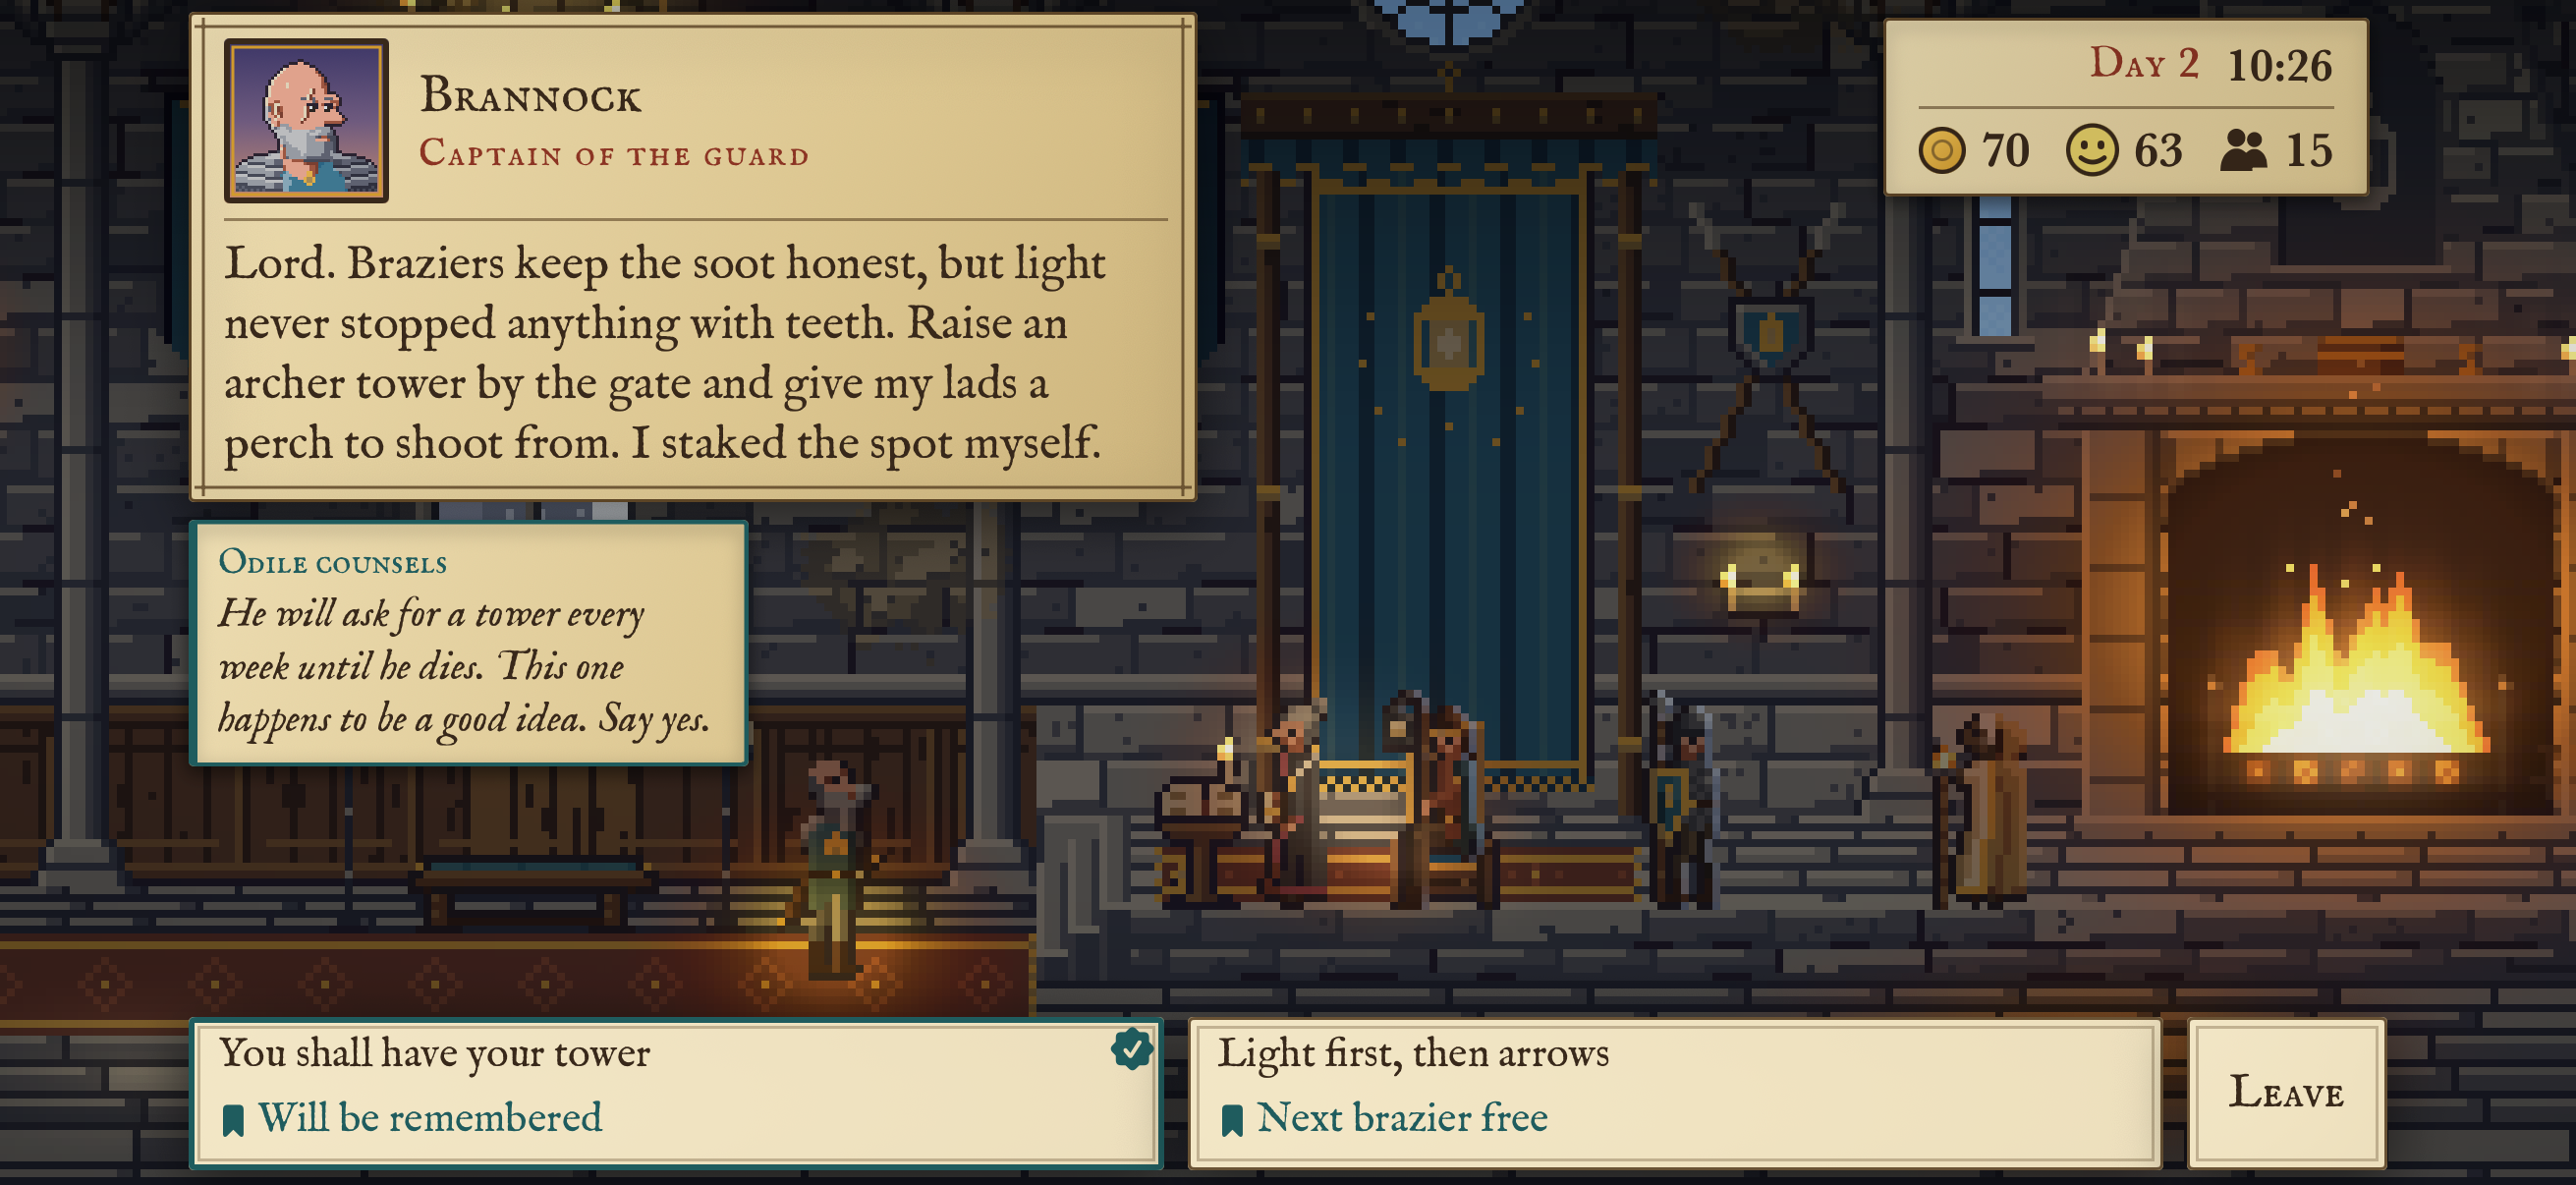 Brannock
Captain of the guard
Lord. Braziers keep the soot honest, but light
never stopped anything with teeth. Raise an
archer tower by the gate and give my lads a
perch to shoot from. I staked the spot myself.
Day 2 10:26
70 63 15
Odile counsels
He will ask for a tower every
week until he dies. This one
happens to be a good idea. Say yes.
You shall have your tower
Will be remembered
Light first, then arrows
Next brazier free
Leave